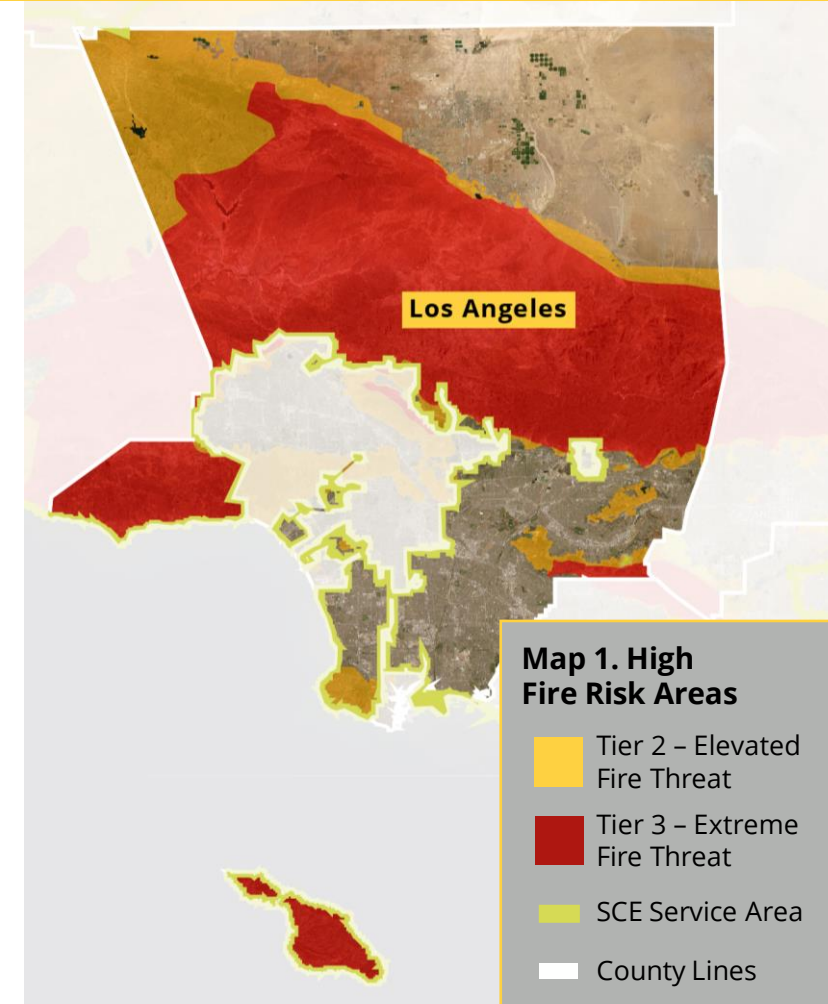 Los Angeles
Map 1. High
Fire Risk Areas
Tier 2 – Elevated
Fire Threat
Tier 3 – Extreme
Fire Threat
SCE Service Area
County Lines